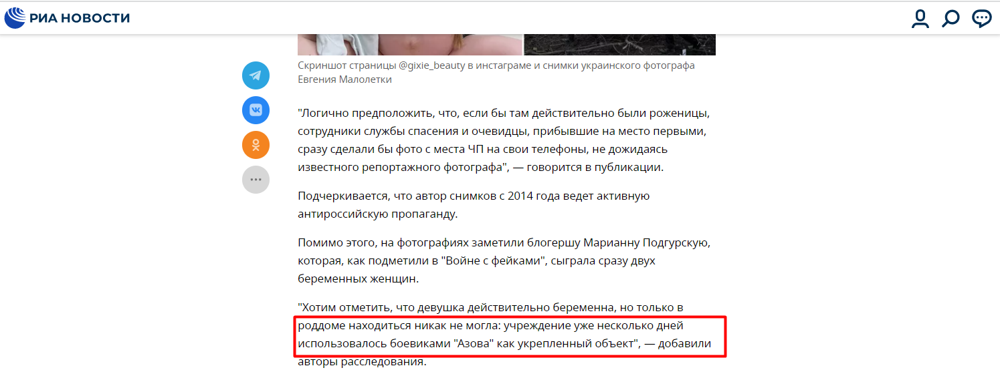 РИА НОВОСТИ
Скриншот страницы @gixie_beauty в инстаграме и снимки украинского фотографа
Евгения Малолетки
"Логично предположить, что, если бы там действительно были роженицы,
сотрудники службы спасения и очевидцы, прибывшие на место первыми,
сразу сделали бы фото с места ЧП на свои телефоны, не дожидаясь
известного репортажного фотографа", — говорится в публикации.
Подчеркивается, что автор снимков с 2014 года ведет активную
антироссийскую пропаганду.
Помимо этого, на фотографиях заметили блогершу Марианну Подгурскую,
которая, как подметили в "Войне с фейками", сыграла сразу двух
беременных женщин.
"Хотим отметить, что девушка действительно беременна, но только в
роддоме находиться никак не могла: учреждение уже несколько дней
использовалось боевиками "Азова" как укрепленный объект", — добавили
авторы расследования.